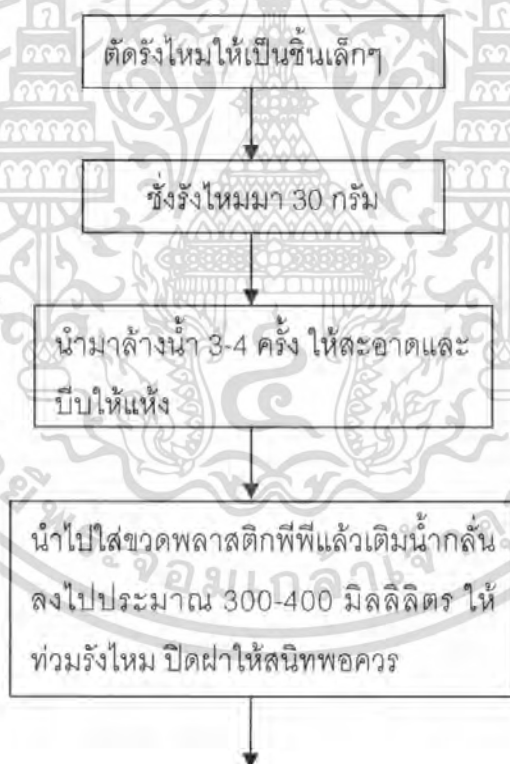 ตัดรังไหมให้เป็นชิ้นเล็กๆ
ชั่งรังไหมมา 30 กรัม
นำมาล้างน้ำ 3-4 ครั้ง ให้สะอาดและ
บีบให้แห้ง
นำไปใส่ขวดพลาสติกพีพีแล้วเติมน้ำกลั่น
ลงไปประมาณ 300-400 มิลลิลิตร ให้
ท่วมรังไหม ปิดฝาให้สนิทพอควร